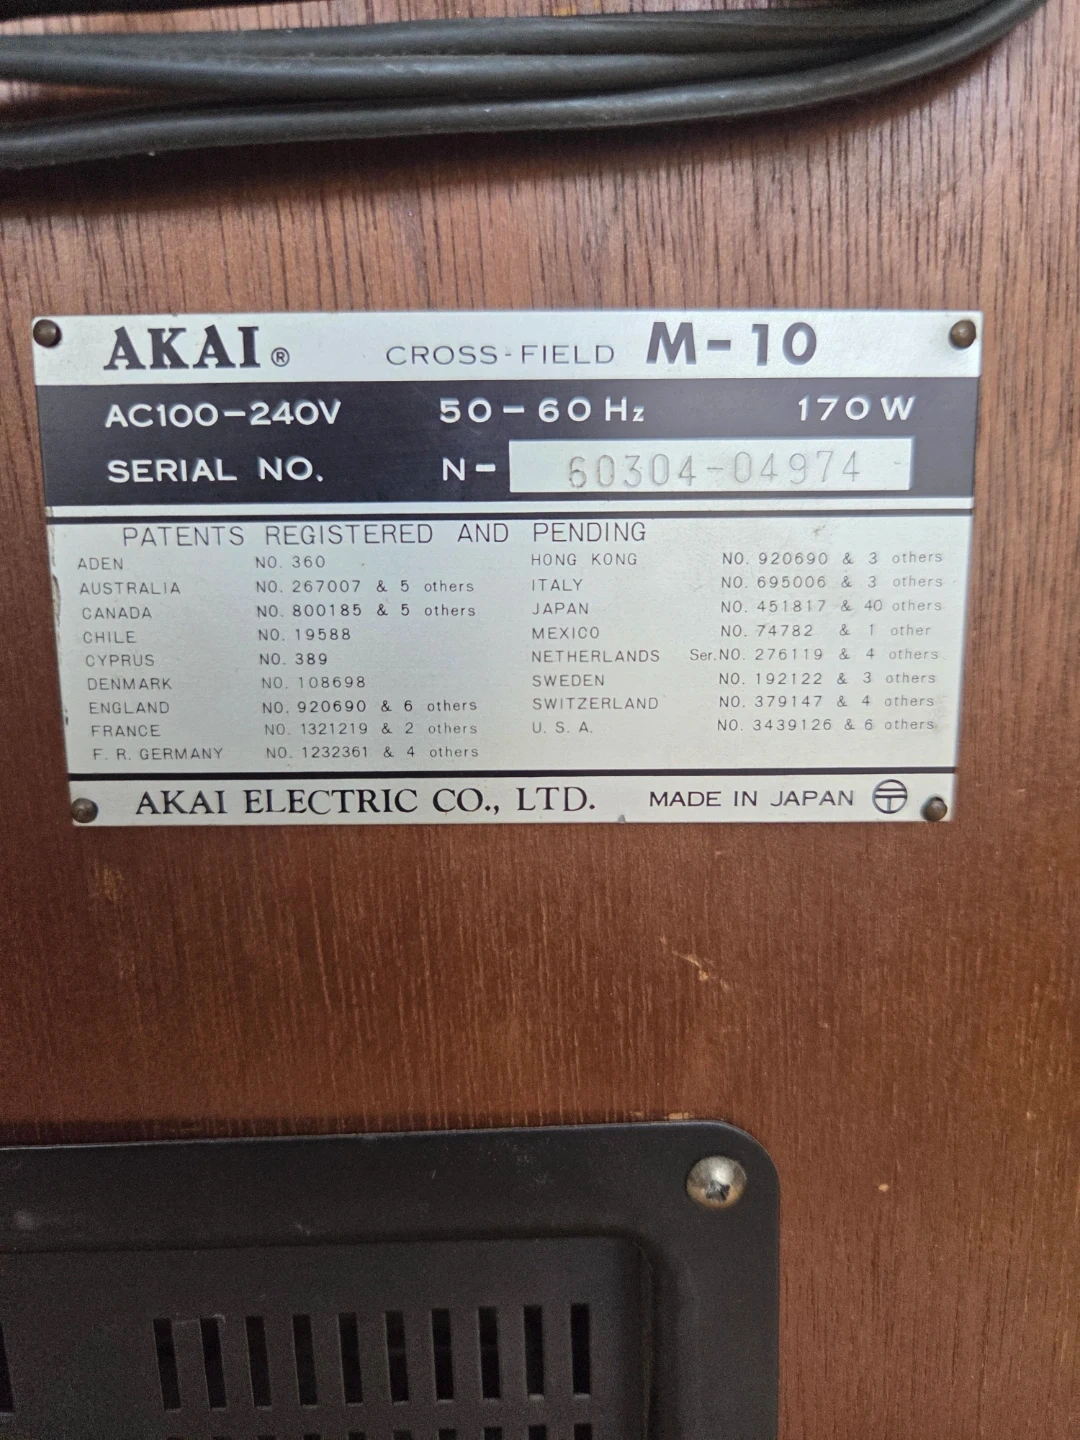 AKAI ® CROSS-FIELD M-10
AC100-240V 50-60 Hz 170 W
SERIAL NO. N- 60304-04974
PATENTS REGISTERED AND PENDING
ADEN NO. 360
AUSTRALIA NO. 267007 & 5 others
CANADA NO. 800185 & 5 others
CHILE NO. 19588
CYPRUS NO. 389
DENMARK NO. 108698
ENGLAND NO. 920690 & 6 others
FRANCE NO. 1321219 & 2 others
F. R. GERMANY NO. 1232361 & 4 others
HONG KONG NO. 920690 & 3 others
ITALY NO. 695006 & 3 others
JAPAN NO. 451817 & 40 others
MEXICO NO. 74782 & 1 other
NETHERLANDS Ser.NO. 276119 & 4 others
SWEDEN NO. 192122 & 3 others
SWITZERLAND NO. 379147 & 4 others
U. S. A. NO. 3439126 & 6 others
AKAI ELECTRIC CO., LTD. MADE IN JAPAN